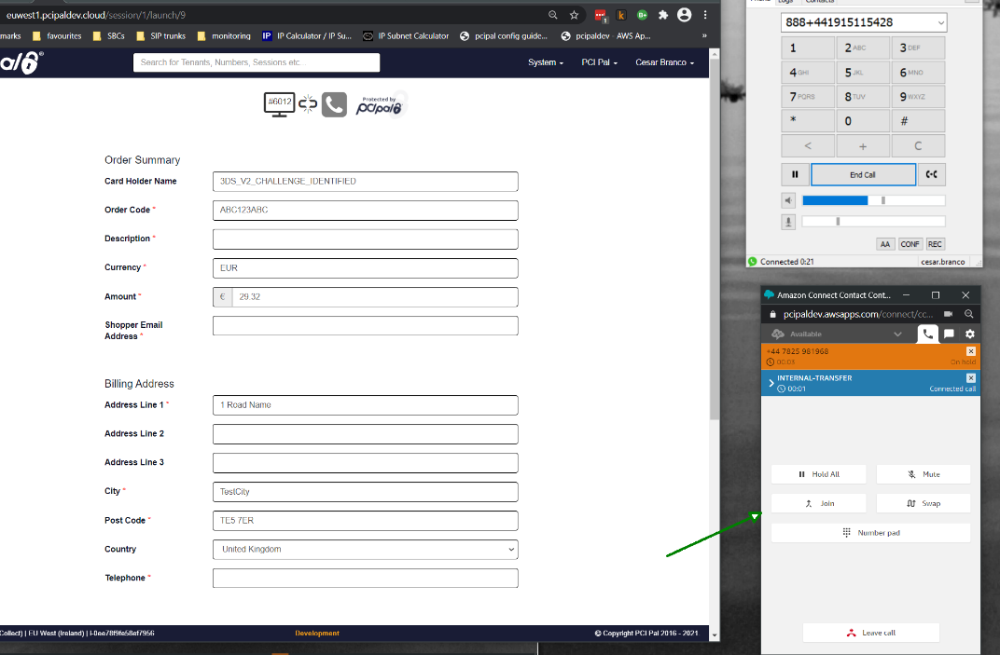 euwest1.pcipaldev.cloud/session/1/launch/9
marks favourites SBCs SIP trunks monitoring IP IP Calculator / IP Su... IP Subnet Calculator pcipal config guide... pcipaldev · AWS Ap... »
al
Search for Tenants, Numbers, Sessions etc...
System PCI Pal Cesar Branco
#6012
Protected by
pcipal
Order Summary
Card Holder Name 3DS_V2_CHALLENGE_IDENTIFIED
Order Code * ABC123ABC
Description *
Currency * EUR
Amount * € 29.32
Shopper Email
Address *
Billing Address
Address Line 1 * 1 Road Name
Address Line 2
Address Line 3
City * TestCity
Post Code * TE5 7ER
Country United Kingdom
Telephone *
Collect) | EU West (Ireland) | i-0ee78f9fe58ef7956
Development
© Copyright PCI Pal 2016 - 2021
Phone Logs Contacts
888+441915115428
1 2 ABC 3 DEF
4 GHI 5 JKL 6 MNO
7 PQRS 8 TUV 9 WXYZ
* 0 #
< + C
End Call
AA CONF REC
Connected 0:21 cesar.branco
Amazon Connect Contact Cont...
pcipaldev.awsapps.com/connect/cc...
Available
+44 7825 981968
00:03 On hold
INTERNAL-TRANSFER
00:01 Connected call
Hold All Mute
Join Swap
Number pad
Leave call